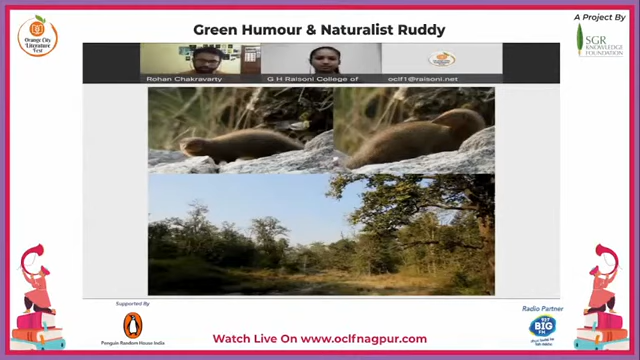 Green Humour & Naturalist Ruddy
A Project By
Orange City
Literature
Fest
SGR
KNOWLEDGE
FOUNDATION
Rohan Chakravarty
G H Raisoni College of
oclf1@raisoni.net
Supported By
Penguin Random House India
Radio Partner
BIG
FM
Watch Live On www.oclfnagpur.com